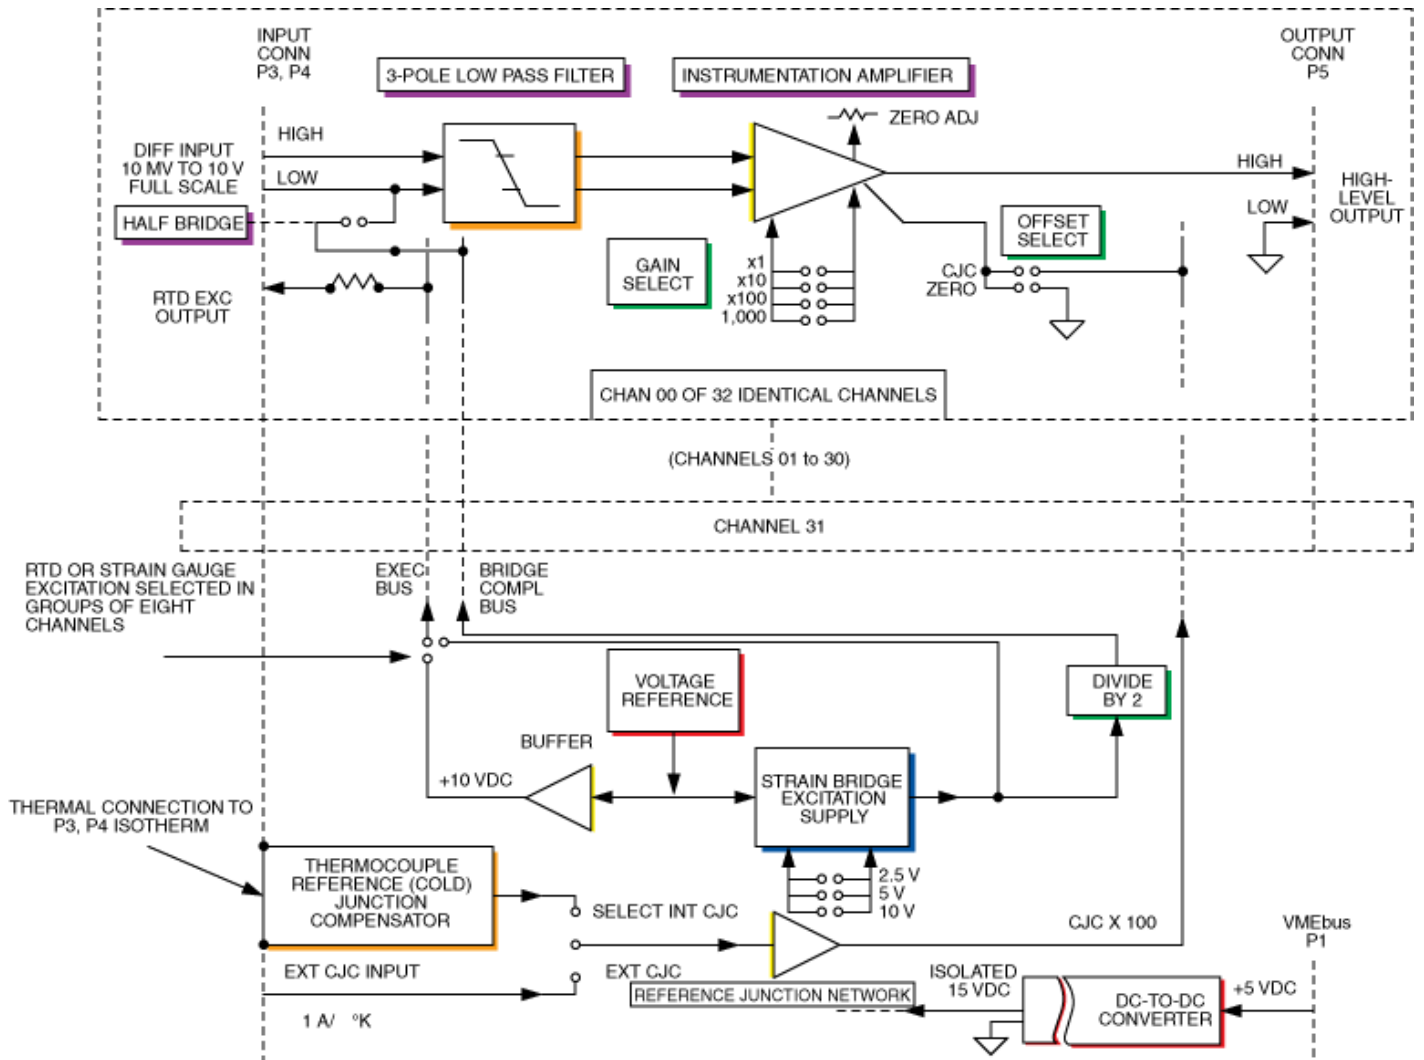 INPUT
CONN
P3, P4
OUTPUT
CONN
P5
3-POLE LOW PASS FILTER
INSTRUMENTATION AMPLIFIER
ZERO ADJ
HIGH
DIFF INPUT
10 MV TO 10 V
FULL SCALE
LOW
HIGH
HIGH-
LEVEL
OUTPUT
LOW
HALF BRIDGE
OFFSET
SELECT
GAIN
SELECT
x1
x10
x100
1,000
CJC
ZERO
RTD EXC
OUTPUT
CHAN 00 OF 32 IDENTICAL CHANNELS
(CHANNELS 01 to 30)
CHANNEL 31
RTD OR STRAIN GAUGE
EXCITATION SELECTED IN
GROUPS OF EIGHT
CHANNELS
EXEC
BUS
BRIDGE
COMPL
BUS
VOLTAGE
REFERENCE
DIVIDE
BY 2
BUFFER
+10 VDC
STRAIN BRIDGE
EXCITATION
SUPPLY
THERMAL CONNECTION TO
P3, P4 ISOTHERM
THERMOCOUPLE
REFERENCE (COLD)
JUNCTION
COMPENSATOR
2.5 V
5 V
10 V
SELECT INT CJC
CJC X 100
VMEbus
P1
EXT CJC INPUT
EXT CJC
REFERENCE JUNCTION NETWORK
ISOLATED
15 VDC
DC-TO-DC
CONVERTER
+5 VDC
1 A/ °K